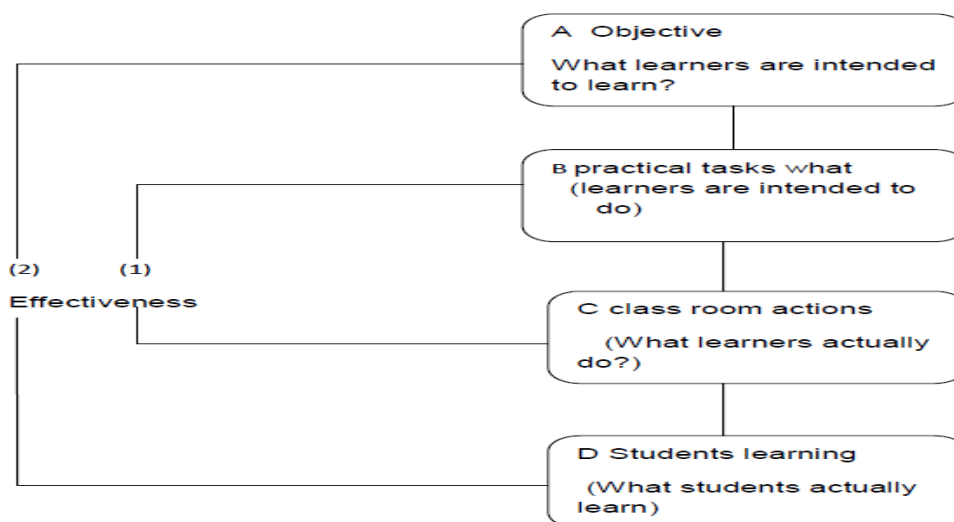 A Objective
What learners are intended
to learn?
B practical tasks what
(learners are intended to
do)
(2)
(1)
Effectiveness
C class room actions
(What learners actually
do?)
D Students learning
(What students actually
learn)